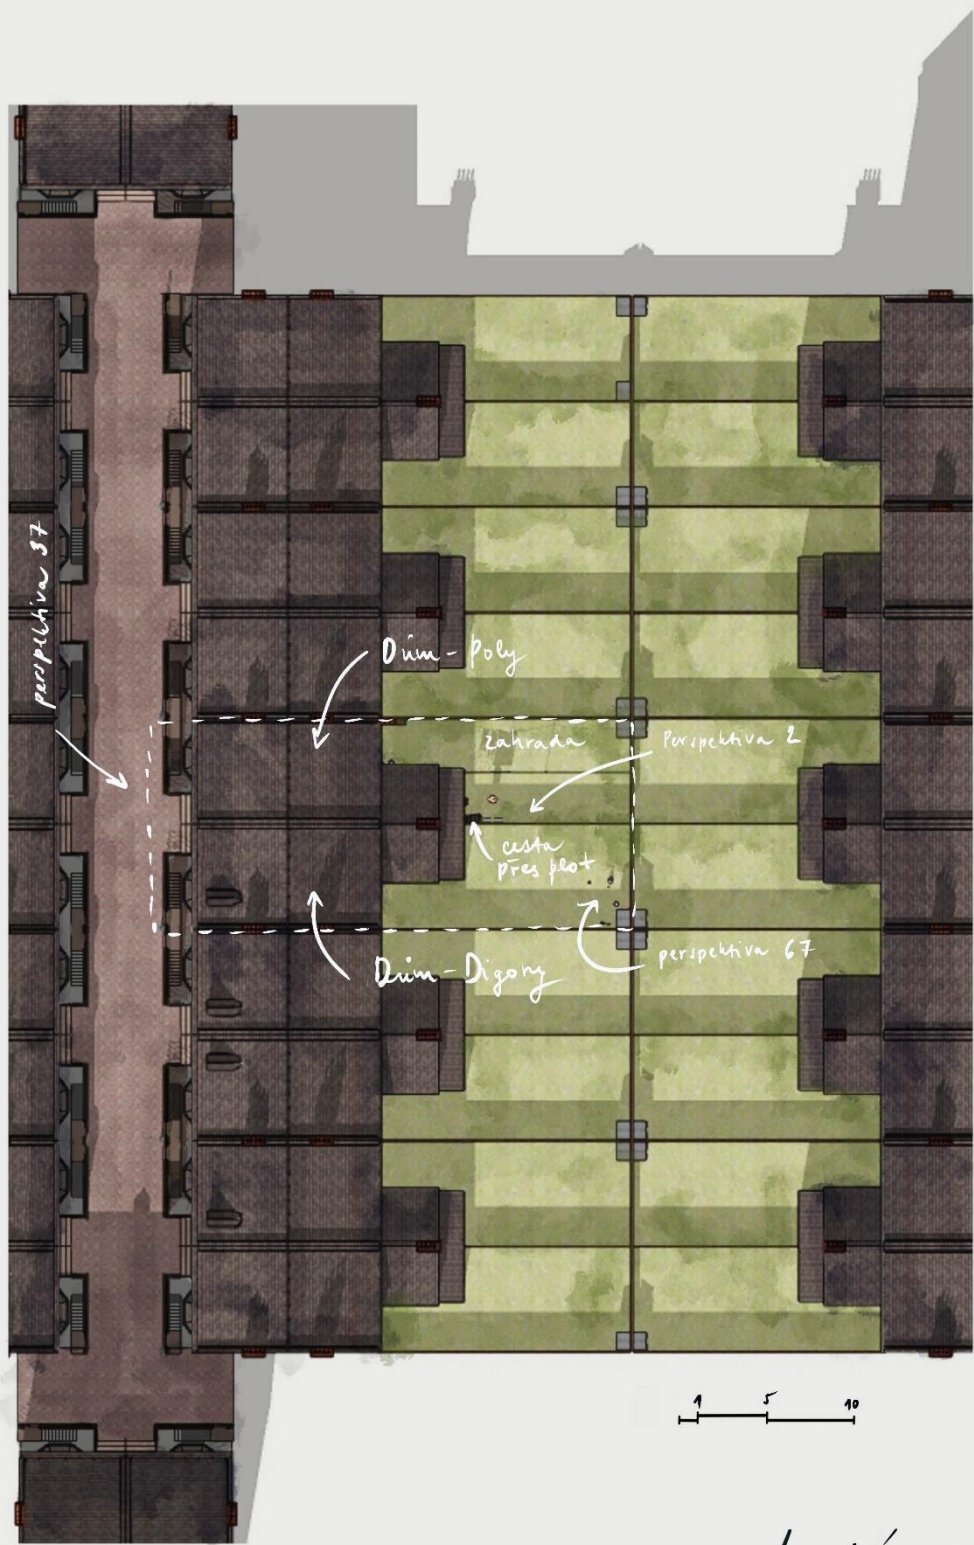 perspektiva 37
Dům-Poly
zahrada
Perspektiva 2
cesta
přes plot
Dům-Digory
perspektiva 67
1 5 10